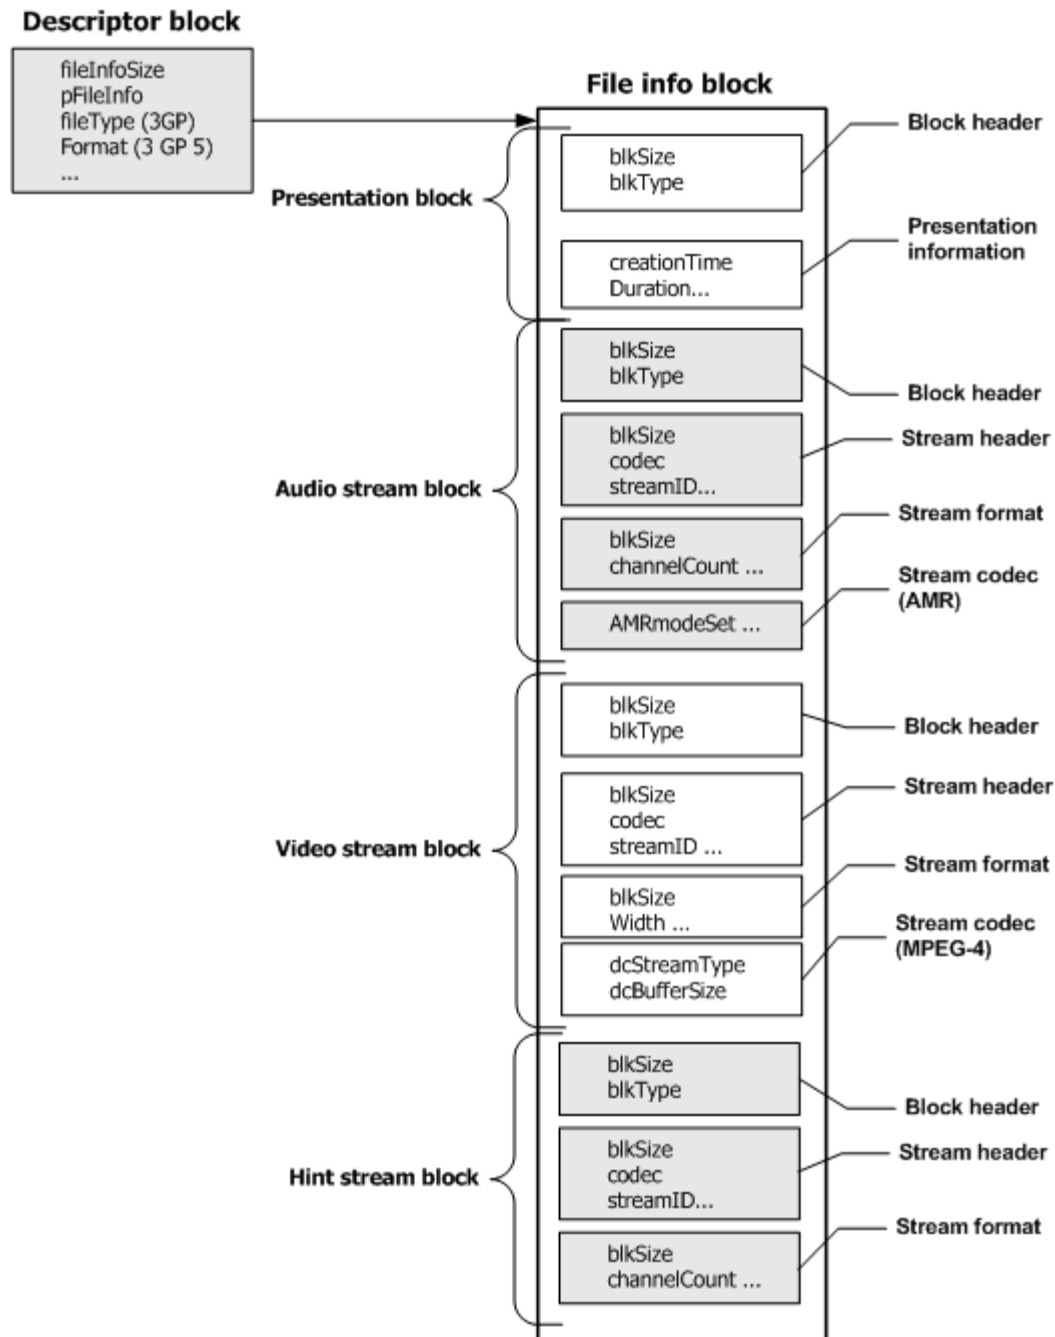 Descriptor block
fileInfoSize
pFileInfo
fileType (3GP)
Format (3 GP 5)
...
File info block
Presentation block
blkSize
blkType
Block header
creationTime
Duration...
Presentation
information
Audio stream block
blkSize
blkType
Block header
blkSize
codec
streamID...
Stream header
blkSize
channelCount ...
Stream format
AMRmodeSet ...
Stream codec
(AMR)
Video stream block
blkSize
blkType
Block header
blkSize
codec
streamID ...
Stream header
blkSize
Width ...
Stream format
dcStreamType
dcBufferSize
Stream codec
(MPEG-4)
Hint stream block
blkSize
blkType
Block header
blkSize
codec
streamID...
Stream header
blkSize
channelCount ...
Stream format